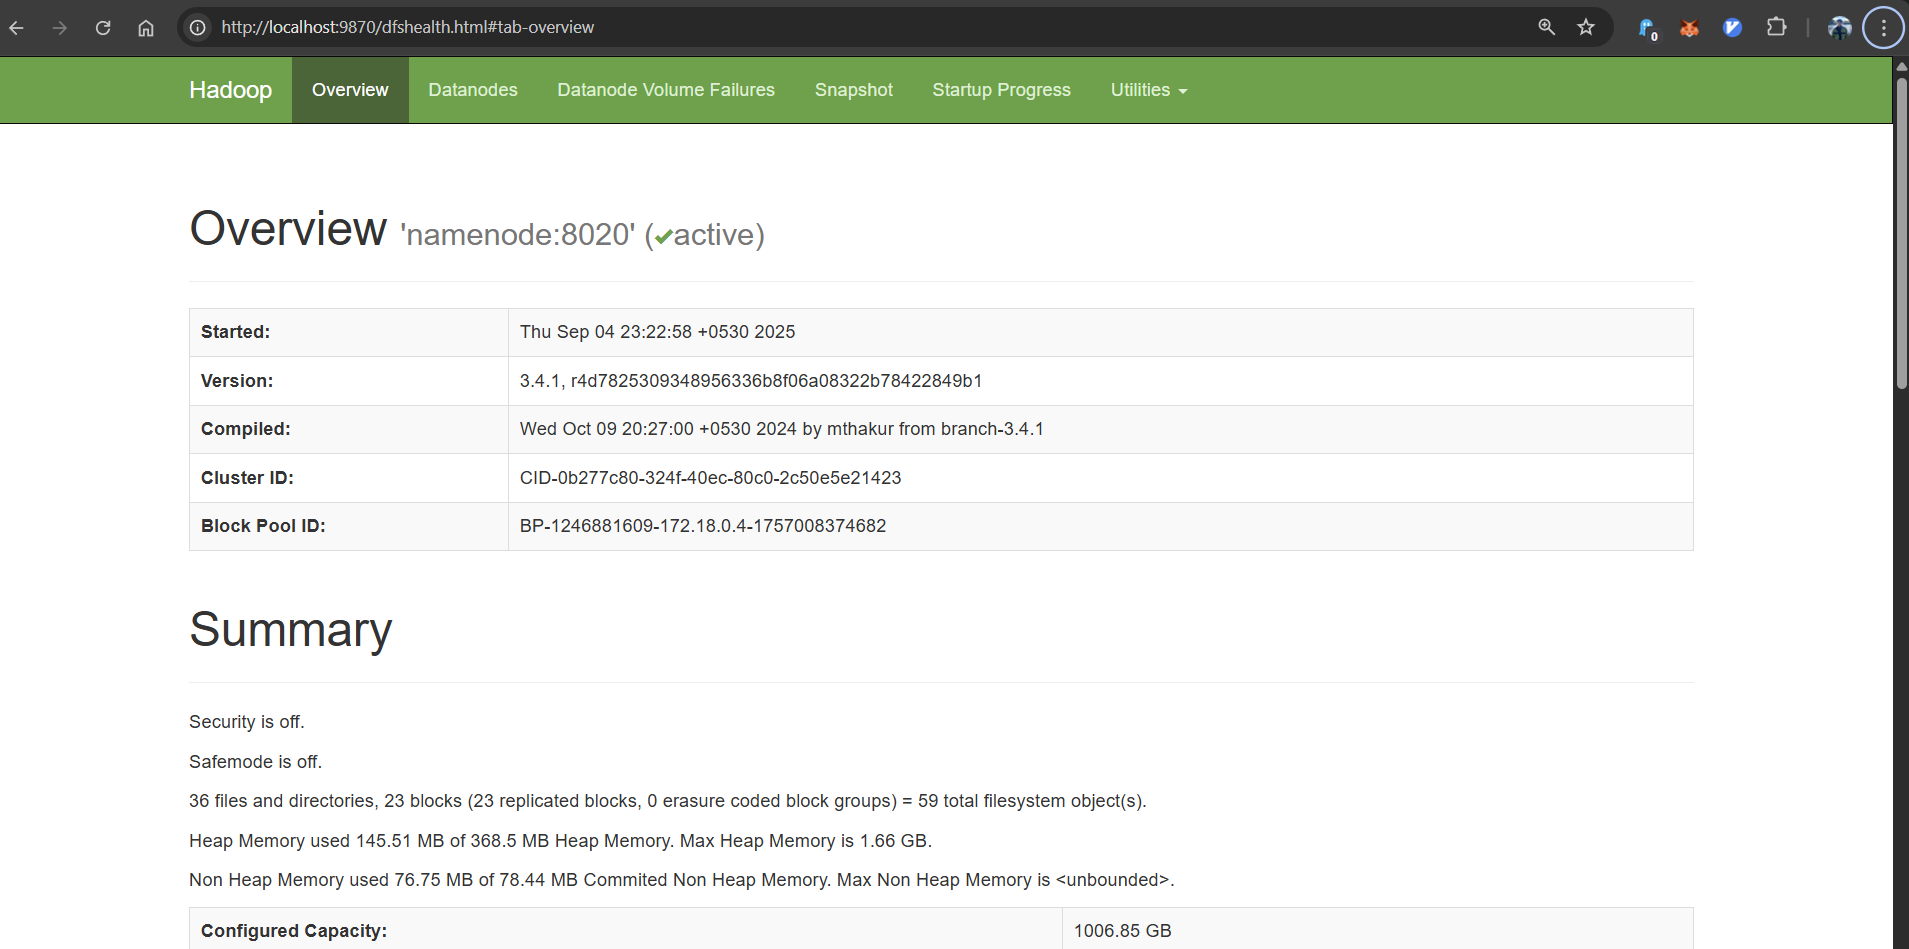 http://localhost:9870/dfshealth.html#tab-overview
0
Hadoop Overview Datanodes Datanode Volume Failures Snapshot Startup Progress Utilities
Overview 'namenode:8020' (✔active)
Started: Thu Sep 04 23:22:58 +0530 2025
Version: 3.4.1, r4d7825309348956336b8f06a08322b78422849b1
Compiled: Wed Oct 09 20:27:00 +0530 2024 by mthakur from branch-3.4.1
Cluster ID: CID-0b277c80-324f-40ec-80c0-2c50e5e21423
Block Pool ID: BP-1246881609-172.18.0.4-1757008374682
Summary
Security is off.
Safemode is off.
36 files and directories, 23 blocks (23 replicated blocks, 0 erasure coded block groups) = 59 total filesystem object(s).
Heap Memory used 145.51 MB of 368.5 MB Heap Memory. Max Heap Memory is 1.66 GB.
Non Heap Memory used 76.75 MB of 78.44 MB Commited Non Heap Memory. Max Non Heap Memory is <unbounded>.
Configured Capacity: 1006.85 GB